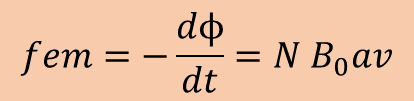 fem = − dϕ/dt = N B₀av